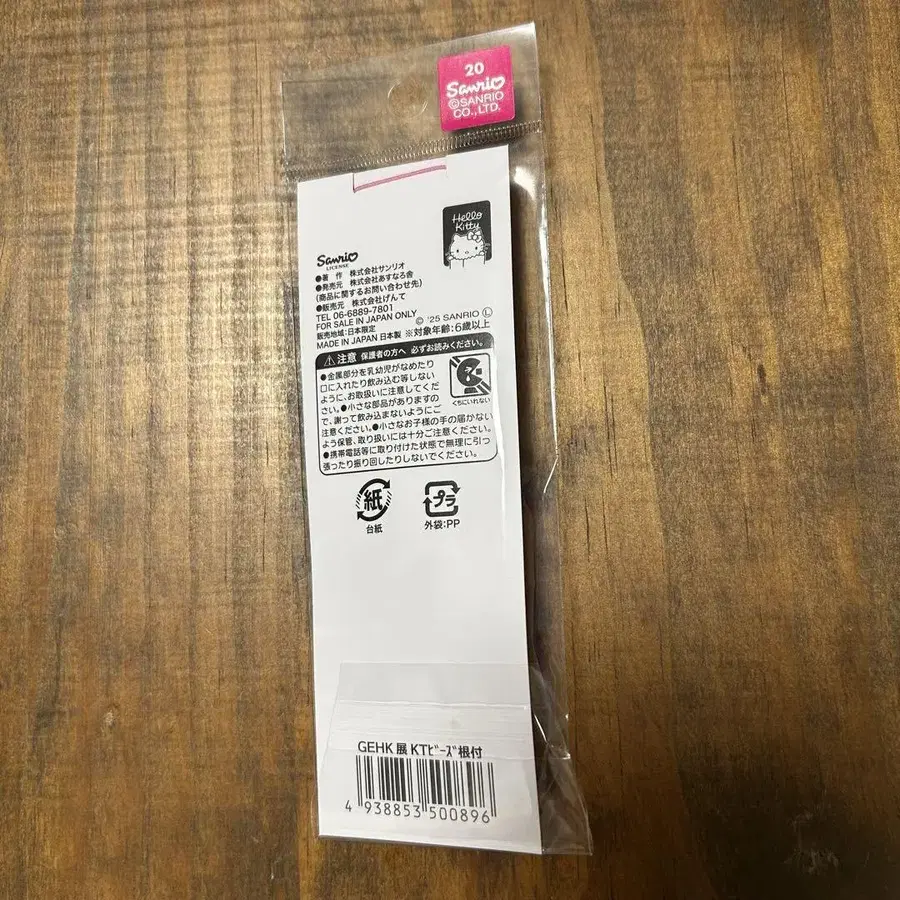 20
Sanrio
©SANRIO
CO.,LTD.
Hello
Kitty
Sanrio
LICENSE
●著 作 株式会社サンリオ
●発売元 株式会社あすなろ舎
(商品に関するお問い合わせ先)
●販売元 株式会社げんて
TEL 06-6889-7801
FOR SALE IN JAPAN ONLY
販売地域:日本限定
© '25 SANRIO Ⓛ
MADE IN JAPAN 日本製 ※対象年齢:6歳以上
⚠注意 保護者の方へ 必ずお読みください。
●金属部分を乳幼児がなめたり
口に入れたり飲み込む等しない
ように、お取扱いに注意してくだ
さい。●小さな部品がありますの
で、謝って飲み込まないようにご
注意ください。●小さなお子様の手の届かない
よう保管、取り扱いには十分ご注意ください。
●携帯電話等に取り付けた状態で無理に引っ
張ったり振り回したりしないでください。
くちにいれない
紙
台紙
プラ
外袋:PP
GEHK 展 KTﾋﾞｰｽﾞ根付
4 938853 500896